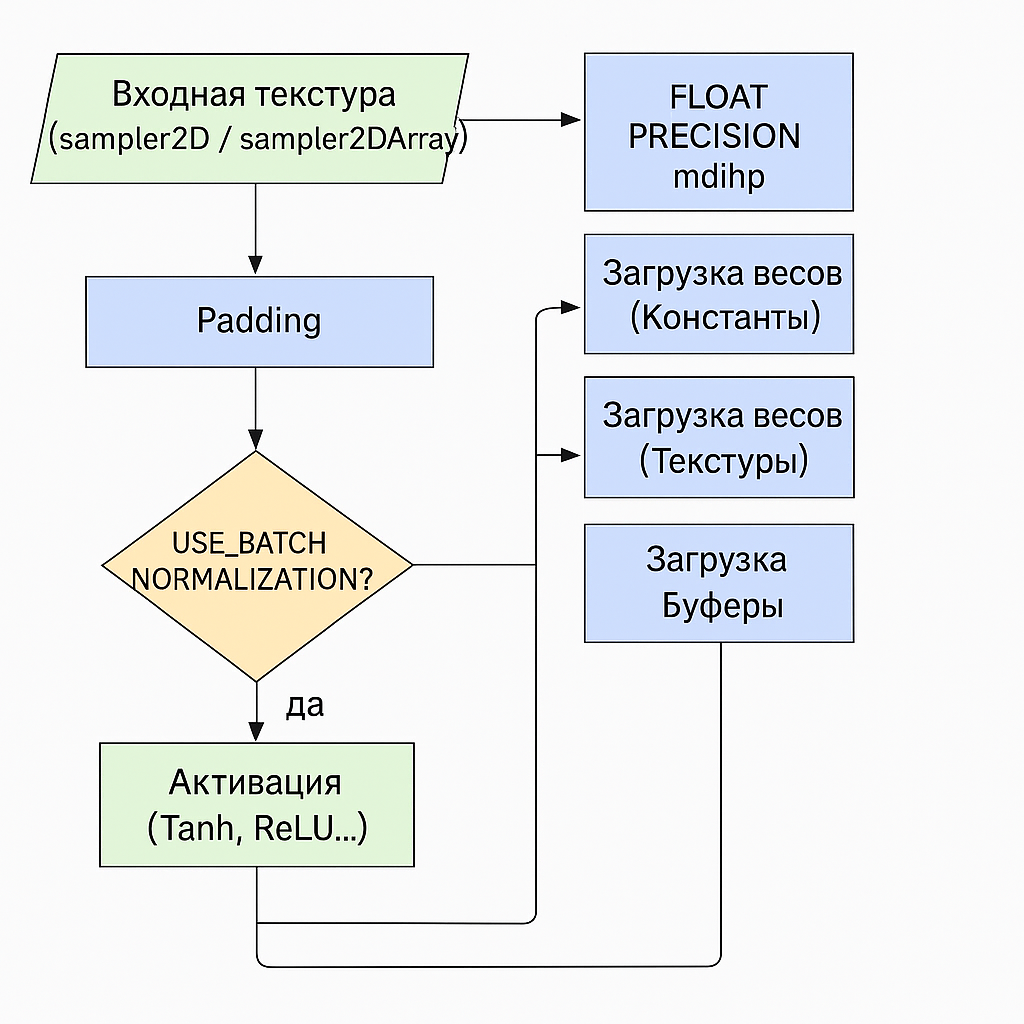 Входная текстура
(sampler2D / sampler2DArray)
FLOAT
PRECISION
mdihp
Padding
Загрузка весов
(Константы)
Загрузка весов
(Текстуры)
USE_BATCH
NORMALIZATION?
Загрузка
Буферы
да
Активация
(Tanh, ReLU...)